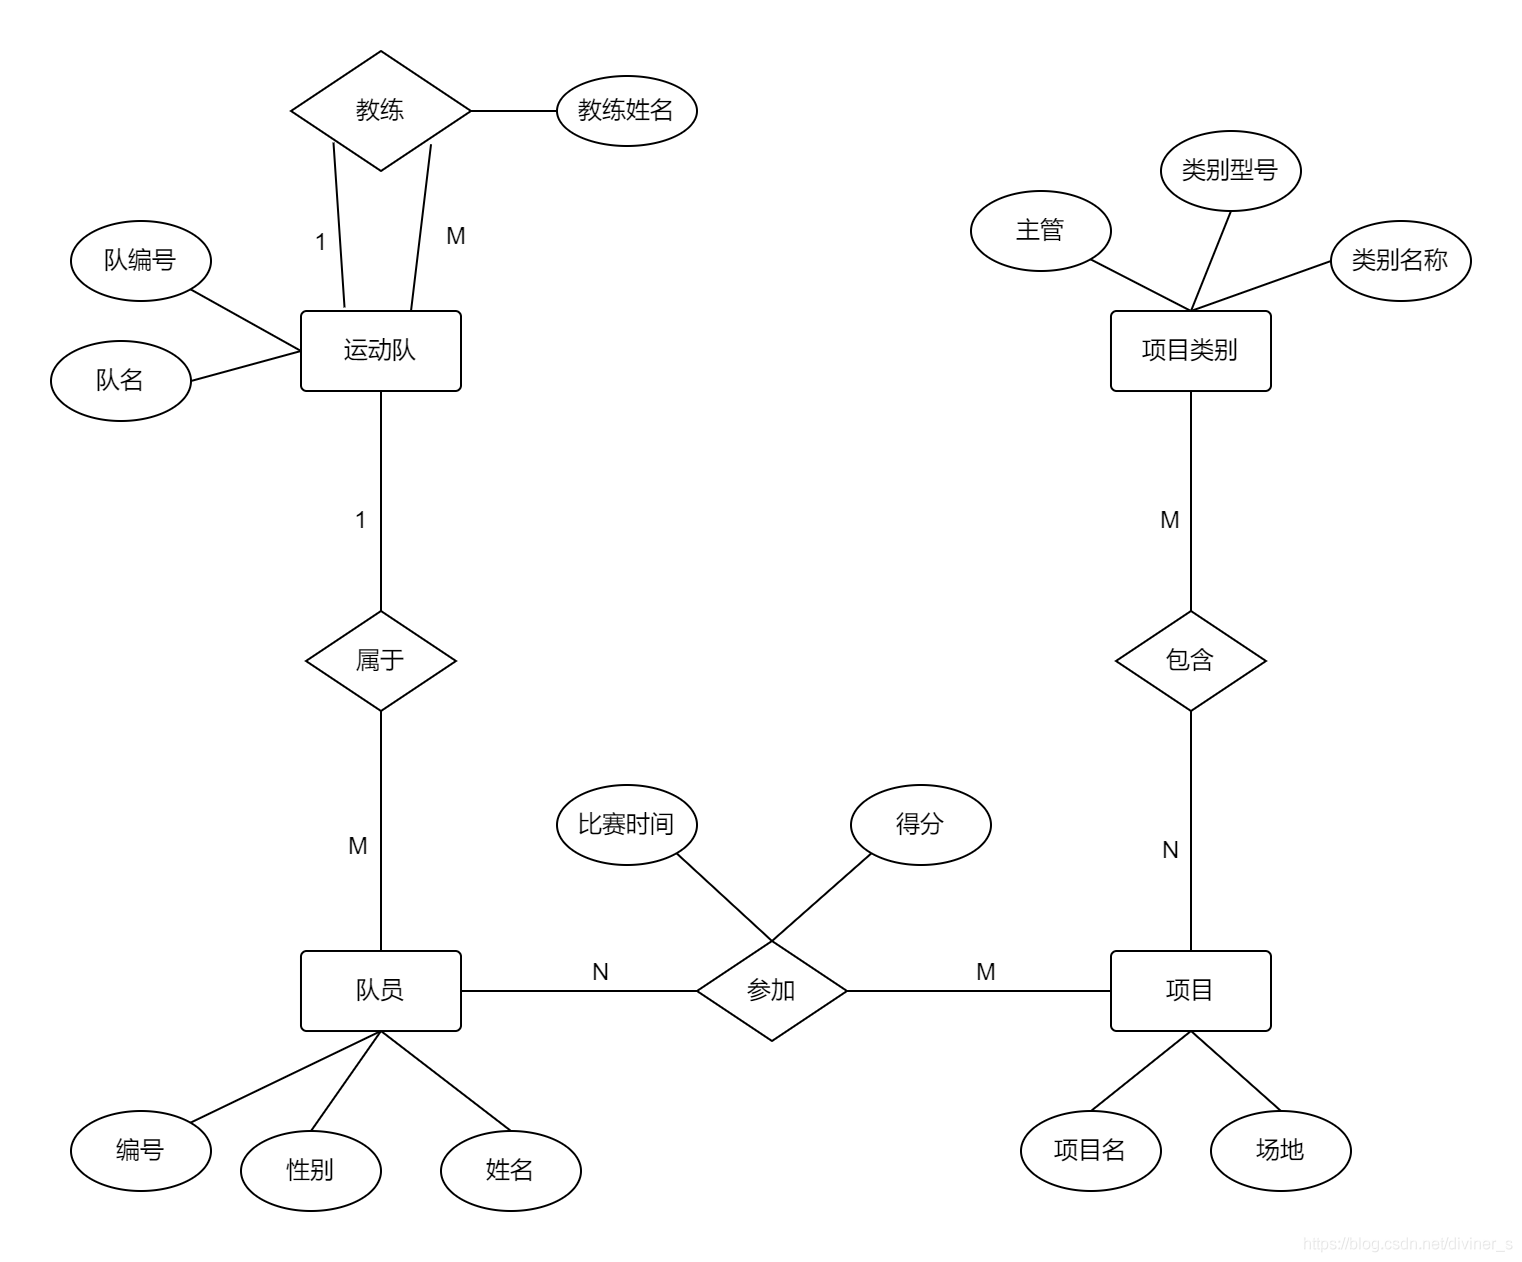 教练
教练姓名
类别型号
主管
类别名称
1
M
队编号
运动队
队名
项目类别
1
M
属于
包含
比赛时间
得分
M
N
队员
N
参加
M
项目
编号
性别
姓名
项目名
场地
https://blog.csdn.net/diviner_s